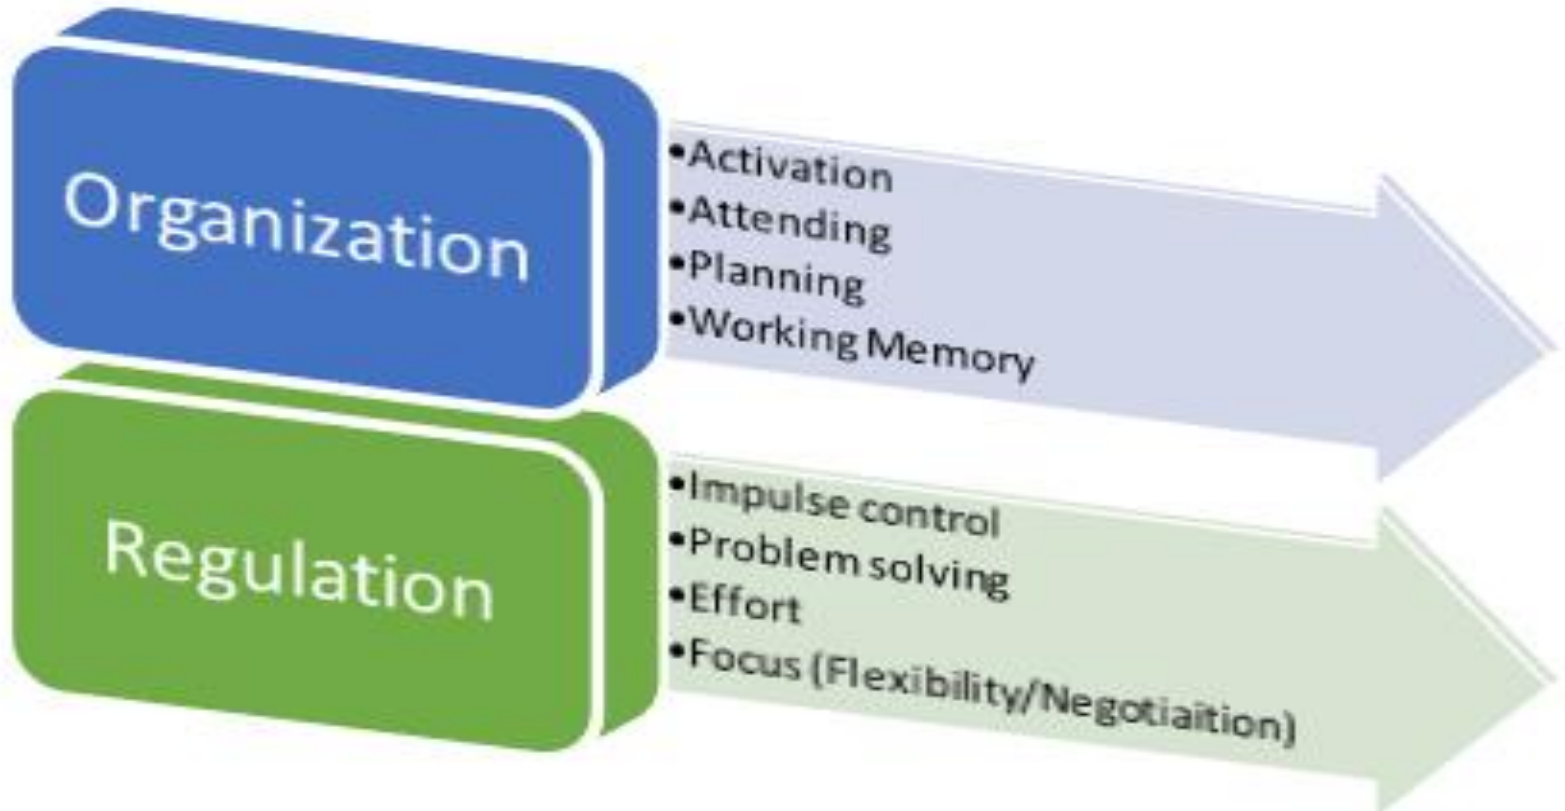 Organization
•Activation
•Attending
•Planning
•Working Memory
Regulation
•Impulse control
•Problem solving
•Effort
•Focus (Flexibility/Negotiaition)